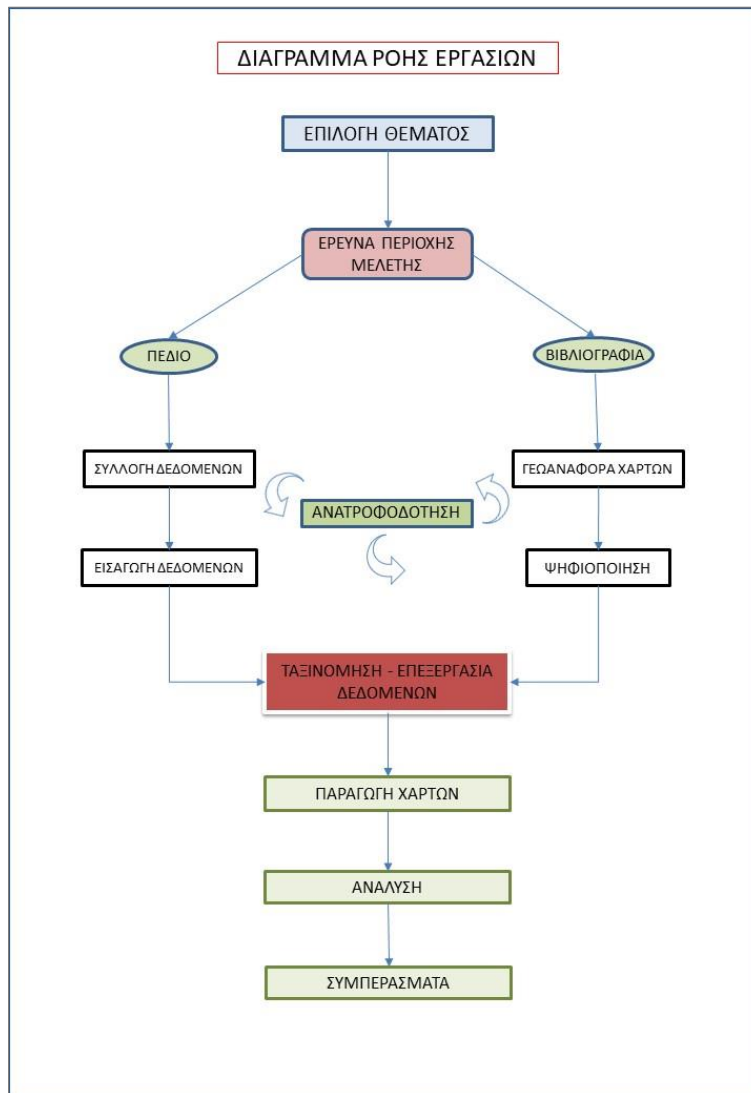 ΔΙΑΓΡΑΜΜΑ ΡΟΗΣ ΕΡΓΑΣΙΩΝ
ΕΠΙΛΟΓΗ ΘΕΜΑΤΟΣ
ΕΡΕΥΝΑ ΠΕΡΙΟΧΗΣ
ΜΕΛΕΤΗΣ
ΠΕΔΙΟ
ΒΙΒΛΙΟΓΡΑΦΙΑ
ΣΥΛΛΟΓΗ ΔΕΔΟΜΕΝΩΝ
ΓΕΩΑΝΑΦΟΡΑ ΧΑΡΤΩΝ
ΑΝΑΤΡΟΦΟΔΟΤΗΣΗ
ΕΙΣΑΓΩΓΗ ΔΕΔΟΜΕΝΩΝ
ΨΗΦΙΟΠΟΙΗΣΗ
ΤΑΞΙΝΟΜΗΣΗ - ΕΠΕΞΕΡΓΑΣΙΑ
ΔΕΔΟΜΕΝΩΝ
ΠΑΡΑΓΩΓΗ ΧΑΡΤΩΝ
ΑΝΑΛΥΣΗ
ΣΥΜΠΕΡΑΣΜΑΤΑ